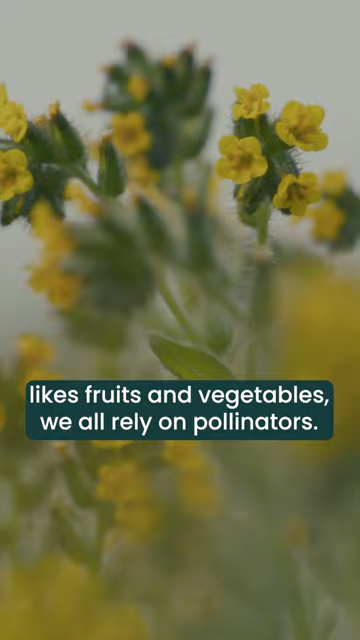 likes fruits and vegetables,
we all rely on pollinators.